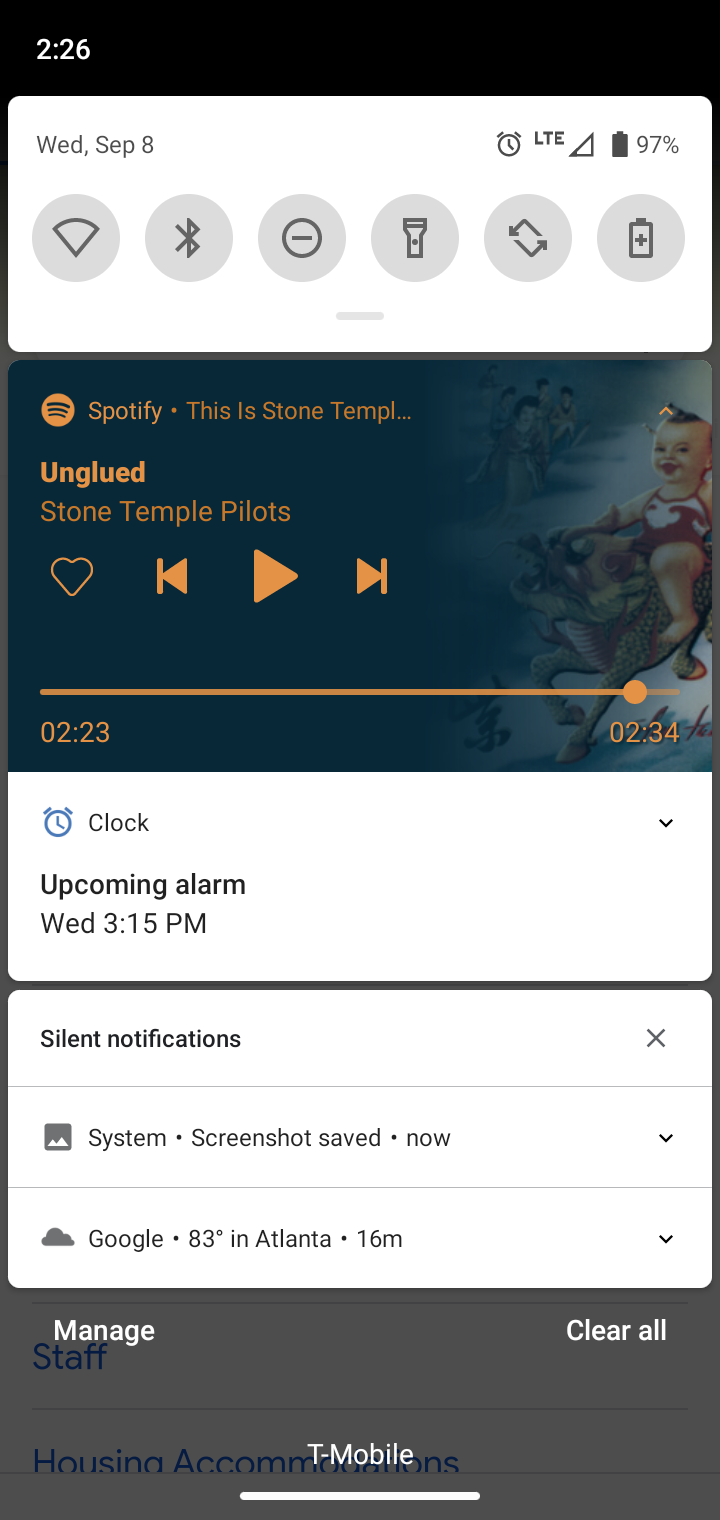 2:26
Wed, Sep 8
LTE
97%
Spotify • This Is Stone Templ…
Unglued
Stone Temple Pilots
02:23
02:34
Clock
Upcoming alarm
Wed 3:15 PM
Silent notifications
System • Screenshot saved • now
Google • 83° in Atlanta • 16m
Manage
Clear all
Staff
Housing Accommodations
T-Mobile